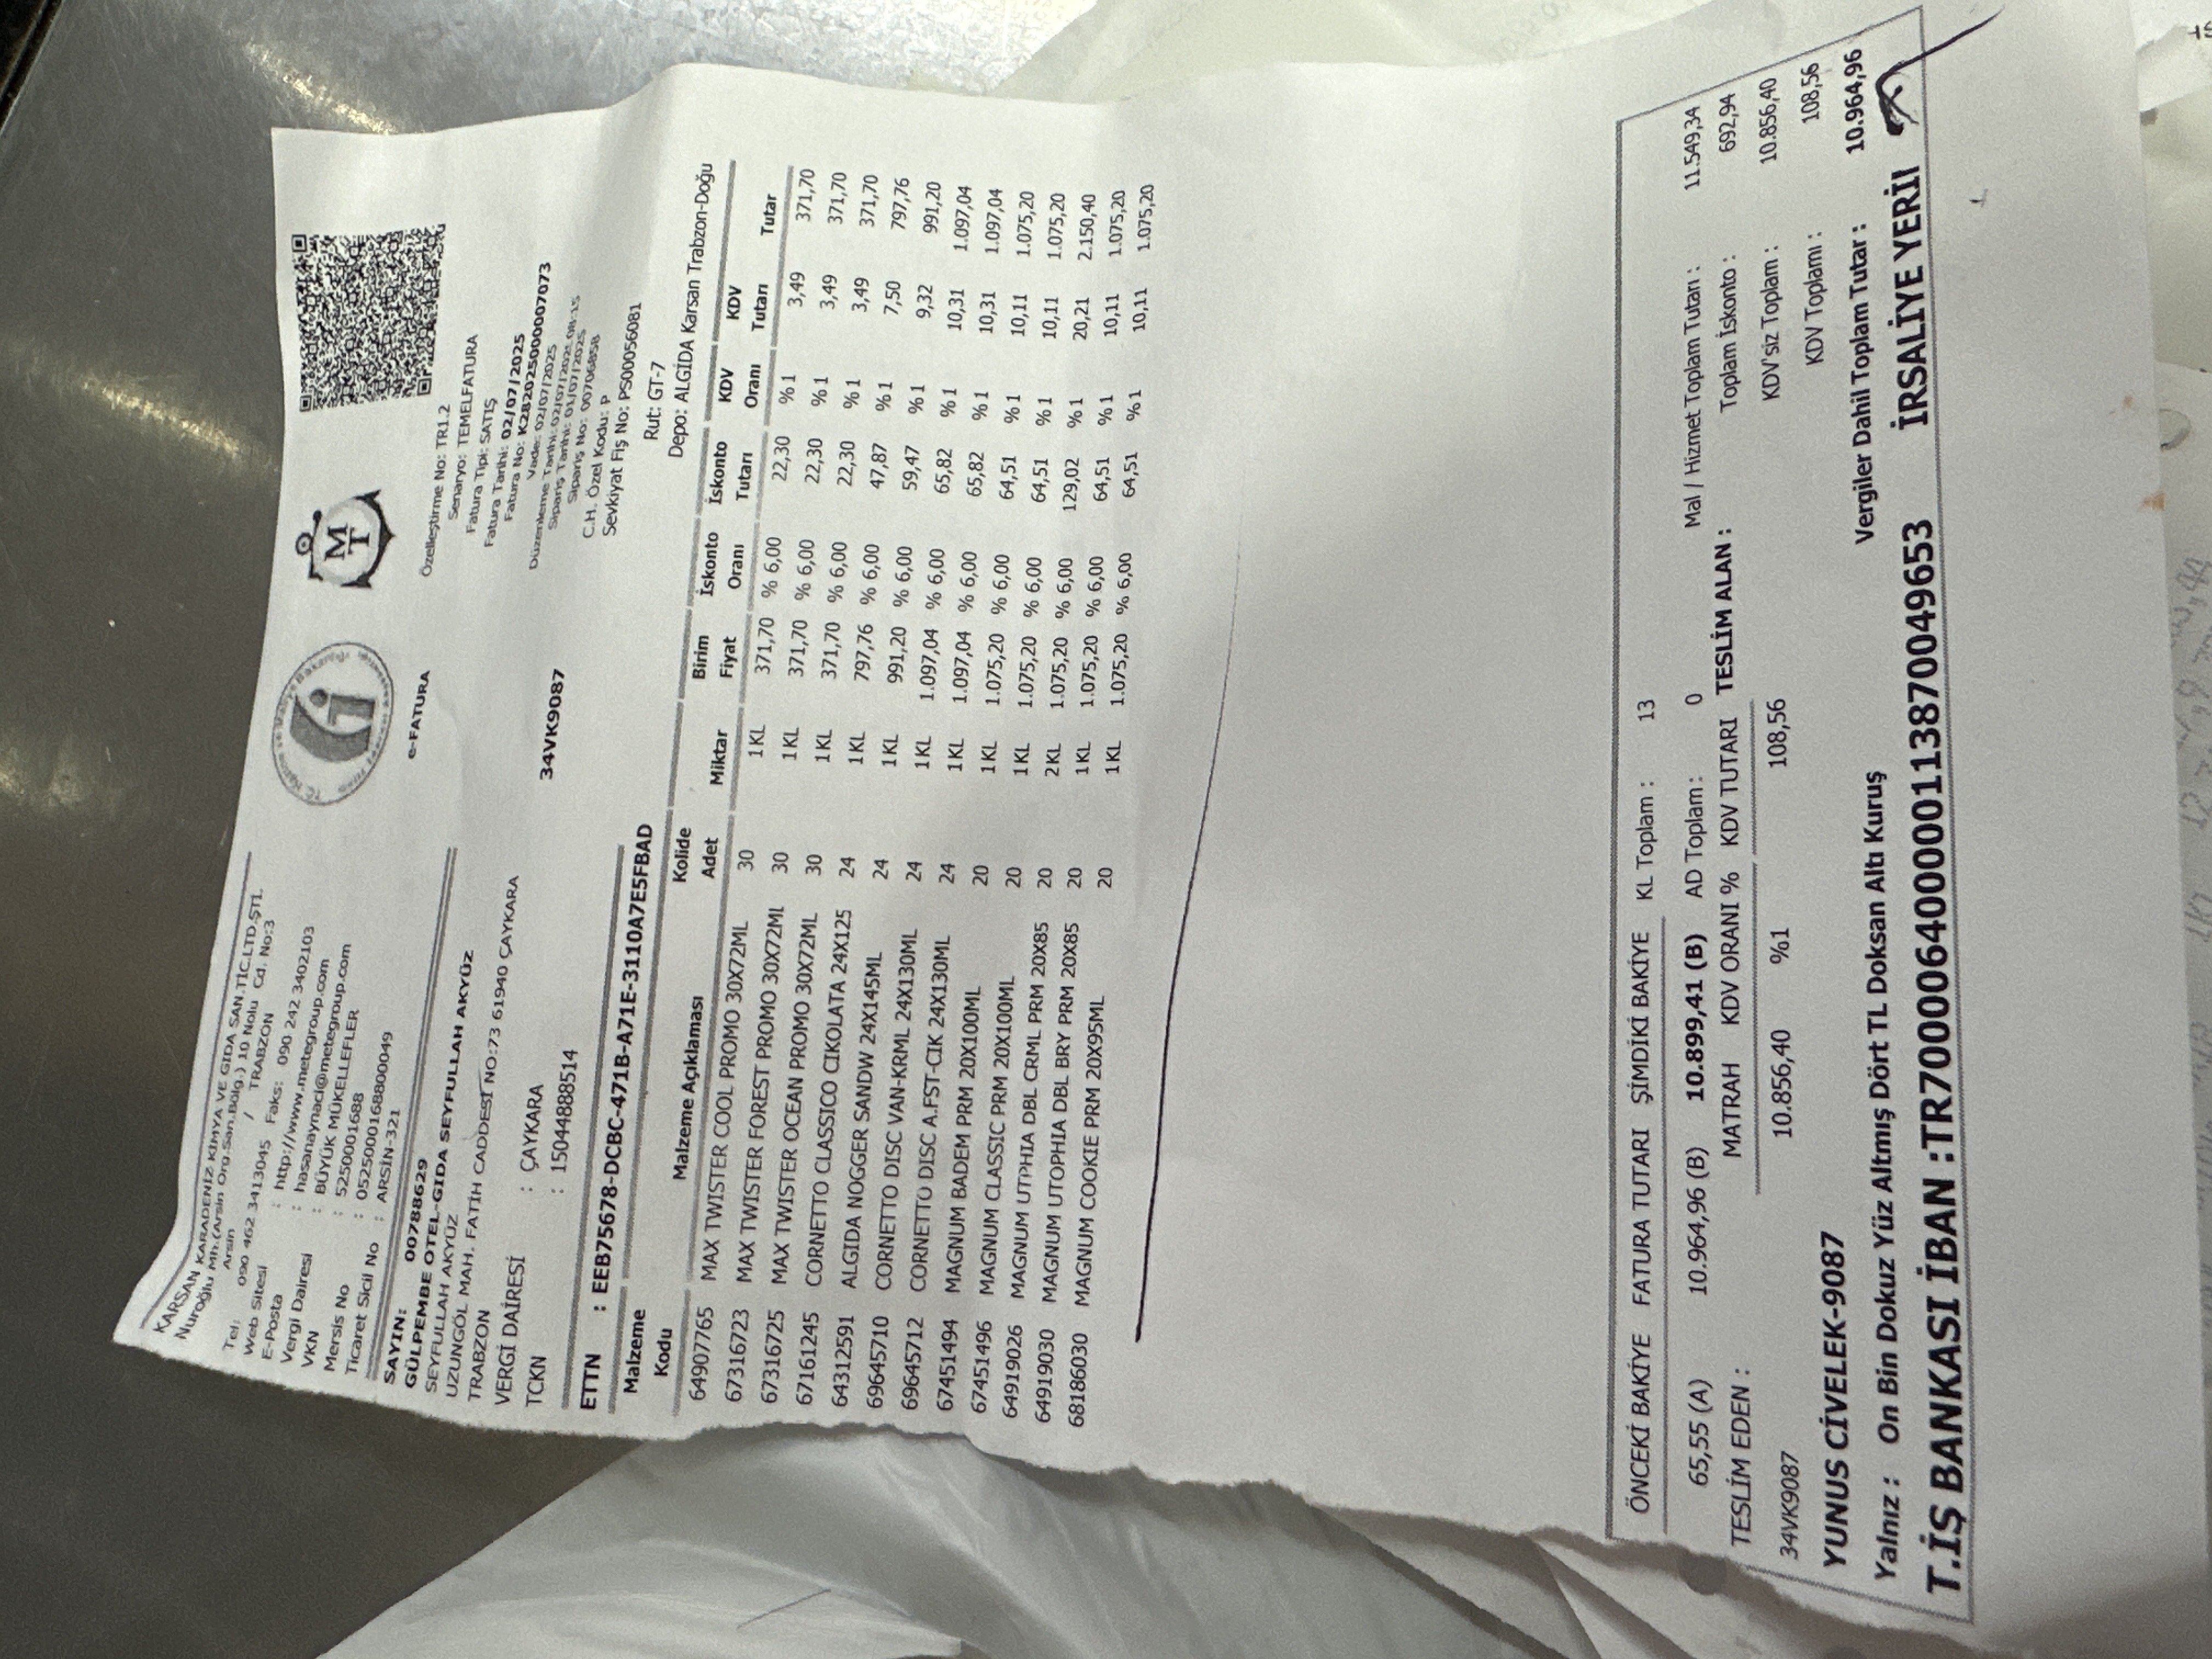 KARSAN KARADENİZ KİMYA VE GIDA SAN.TİC.LTD.ŞTİ.
Nuroğlu Mh.(Arsin Org.San.Bölg.) 10 Nolu Cd. No:3
Arsin / TRABZON
Tel: 090 462 3413045 Faks: 090 242 3402103
Web Sitesi : http://www.metegroup.com
E-Posta : hasanaynaci@metegroup.com
Vergi Dairesi : BÜYÜK MÜKELLEFLER
VKN : 5250001688
Mersis No : 0525000168800049
Ticaret Sicil No : ARSİN-321
e-FATURA
MT
SAYIN: 00788629
GÜLPEMBE OTEL-GIDA SEYFULLAH AKYÜZ
SEYFULLAH AKYÜZ
UZUNGÖL MAH. FATİH CADDESİ NO:73 61940 ÇAYKARA
TRABZON
VERGİ DAİRESİ : ÇAYKARA
TCKN : 15044888514
34VK9087
Özelleştirme No: TR1.2
Senaryo: TEMELFATURA
Fatura Tipi: SATIŞ
Fatura Tarihi: 02/07/2025
Fatura No: K282025000007073
Vade: 02/07/2025
Düzenleme Tarihi: 02/07/2025 08:15
Sipariş Tarihi: 01/07/2025
Sipariş No: 00706858
C.H. Özel Kodu: P
Sevkiyat Fiş No: PS00056081
Rut: GT-7
ETTN : EEB75678-DCBC-471B-A71E-3110A7E5FBAD
Depo: ALGİDA Karsan Trabzon-Doğu
Malzeme Kodu Malzeme Açıklaması Kolide Adet Miktar Birim Fiyat İskonto Oranı İskonto Tutarı KDV Oranı KDV Tutarı Tutar
64907765 MAX TWISTER COOL PROMO 30X72ML 30 1 KL 371,70 % 6,00 22,30 % 1 3,49 371,70
67316723 MAX TWISTER FOREST PROMO 30X72ML 30 1 KL 371,70 % 6,00 22,30 % 1 3,49 371,70
67316725 MAX TWISTER OCEAN PROMO 30X72ML 30 1 KL 371,70 % 6,00 22,30 % 1 3,49 371,70
67161245 CORNETTO CLASSICO CIKOLATA 24X125 24 1 KL 797,76 % 6,00 47,87 % 1 7,50 797,76
64312591 ALGIDA NOGGER SANDW 24X145ML 24 1 KL 991,20 % 6,00 59,47 % 1 9,32 991,20
69645710 CORNETTO DISC VAN-KRML 24X130ML 24 1 KL 1.097,04 % 6,00 65,82 % 1 10,31 1.097,04
69645712 CORNETTO DISC A.FST-CIK 24X130ML 24 1 KL 1.097,04 % 6,00 65,82 % 1 10,31 1.097,04
67451494 MAGNUM BADEM PRM 20X100ML 20 1 KL 1.075,20 % 6,00 64,51 % 1 10,11 1.075,20
67451496 MAGNUM CLASSIC PRM 20X100ML 20 1 KL 1.075,20 % 6,00 64,51 % 1 10,11 1.075,20
64919026 MAGNUM UTPHIA DBL CRML PRM 20X85 20 2 KL 1.075,20 % 6,00 129,02 % 1 20,21 2.150,40
64919030 MAGNUM UTOPHIA DBL BRY PRM 20X85 20 1 KL 1.075,20 % 6,00 64,51 % 1 10,11 1.075,20
68186030 MAGNUM COOKIE PRM 20X95ML 20 1 KL 1.075,20 % 6,00 64,51 % 1 10,11 1.075,20
ÖNCEKİ BAKİYE FATURA TUTARI ŞİMDİKİ BAKİYE KL Toplam : 13
65,55 (A) 10.964,96 (B) 10.899,41 (B) AD Toplam : 0
Mal / Hizmet Toplam Tutarı : 11.549,34
TESLİM EDEN : MATRAH KDV ORANI % KDV TUTARI TESLİM ALAN :
Toplam İskonto : 692,94
34VK9087 10.856,40 %1 108,56
KDV'siz Toplam : 10.856,40
KDV Toplamı : 108,56
YUNUS CİVELEK-9087
Vergiler Dahil Toplam Tutar : 10.964,96
Yalnız : On Bin Dokuz Yüz Altmış Dört TL Doksan Altı Kuruş
T.İŞ BANKASI İBAN :TR700006400000113870049653 İRSALİYE YERİI